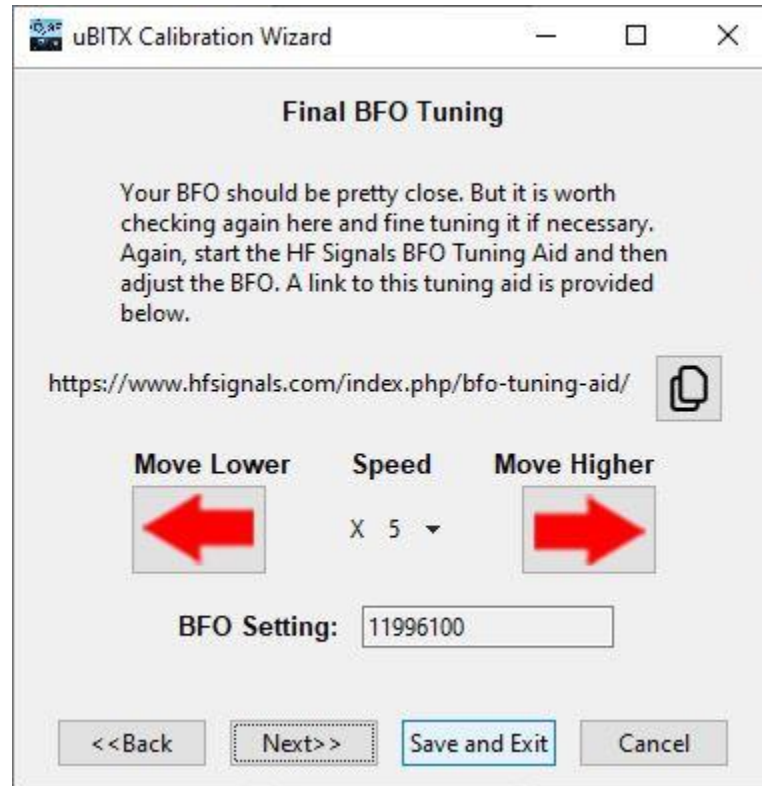 uBITX Calibration Wizard
Final BFO Tuning
Your BFO should be pretty close. But it is worth
checking again here and fine tuning it if necessary.
Again, start the HF Signals BFO Tuning Aid and then
adjust the BFO. A link to this tuning aid is provided
below.
https://www.hfsignals.com/index.php/bfo-tuning-aid/
Move Lower Speed Move Higher
X 5
BFO Setting: 11996100
<<Back Next>> Save and Exit Cancel